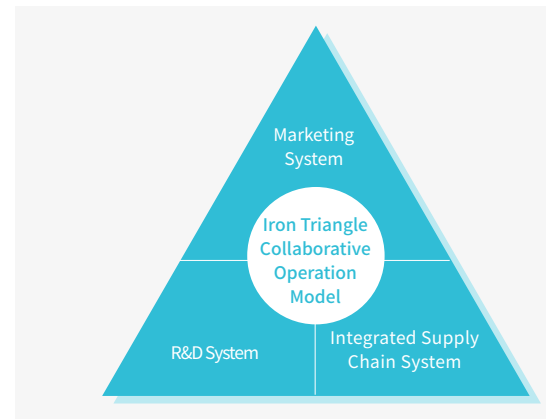 Marketing
System
Iron Triangle
Collaborative
Operation
Model
R&D System
Integrated Supply
Chain System